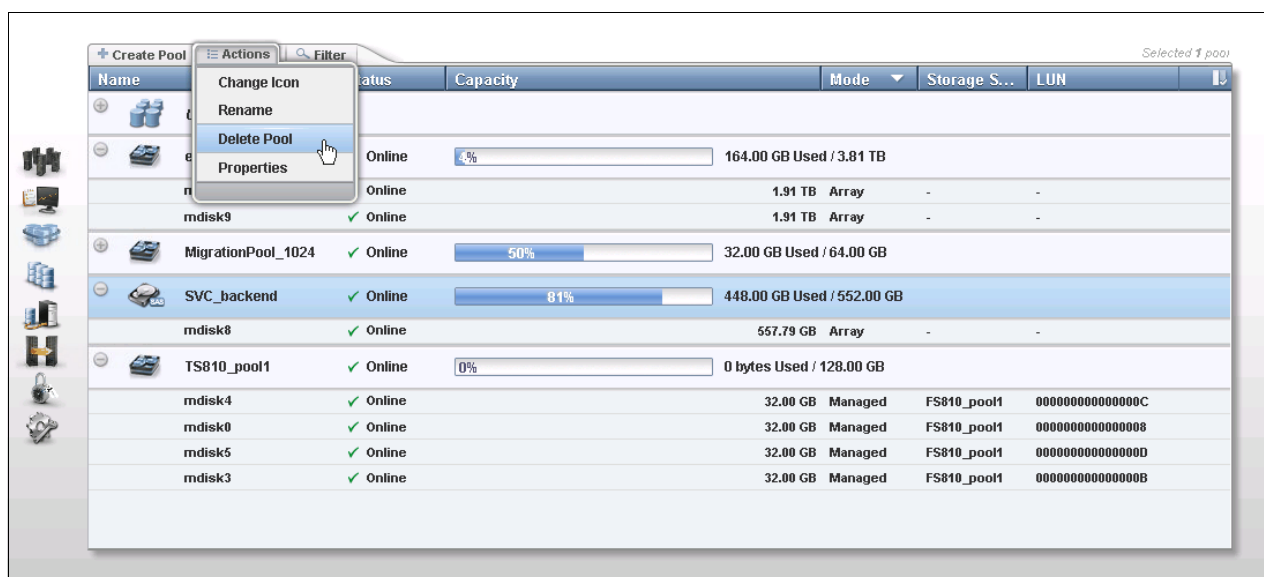 Create Pool Actions Filter Selected 1 pool
Name tatus Capacity Mode Storage S... LUN
Change Icon
Rename
Delete Pool
Properties
Online 4% 164.00 GB Used / 3.81 TB
Online 1.91 TB Array - -
mdisk9 Online 1.91 TB Array - -
MigrationPool_1024 Online 50% 32.00 GB Used / 64.00 GB
SVC_backend Online 81% 448.00 GB Used / 552.00 GB
mdisk8 Online 557.79 GB Array - -
TS810_pool1 Online 0% 0 bytes Used / 128.00 GB
mdisk4 Online 32.00 GB Managed FS810_pool1 000000000000000C
mdisk0 Online 32.00 GB Managed FS810_pool1 0000000000000008
mdisk5 Online 32.00 GB Managed FS810_pool1 000000000000000D
mdisk3 Online 32.00 GB Managed FS810_pool1 000000000000000B